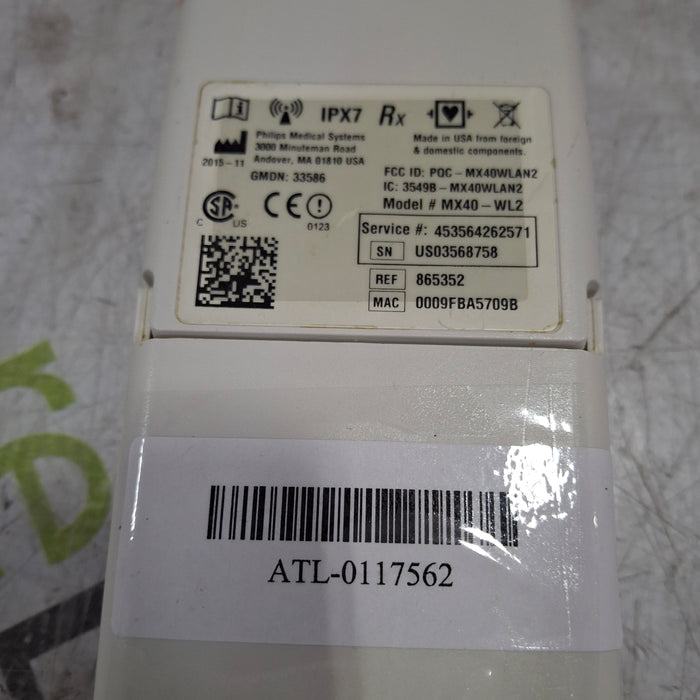 IPX7 Rx
2015-11
Philips Medical Systems
3000 Minuteman Road
Andover, MA 01810 USA
GMDN: 33586
Made in USA from foreign
& domestic components.
FCC ID: PQC-MX40WLAN2
IC: 3549B-MX40WLAN2
Model # MX40-WL2
C SA US
CE 0123
Service #: 453564262571
SN US03568758
REF 865352
MAC 0009FBA5709B
ATL-0117562